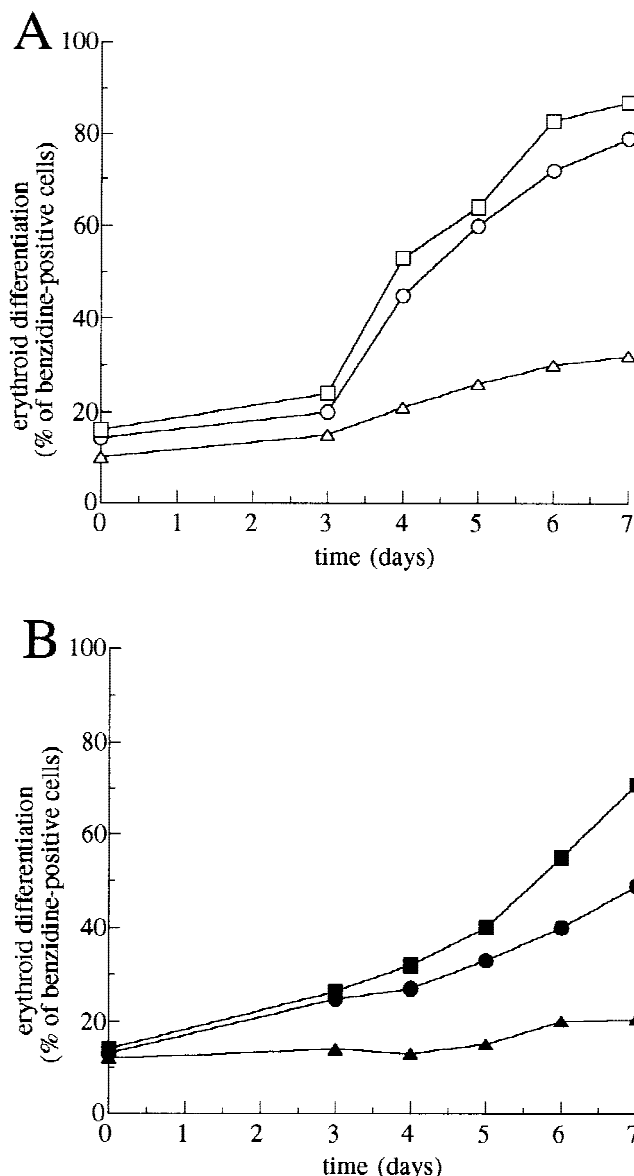 A
100
80
60
40
20
0
erythroid differentiation
(% of benzidine-positive cells)
0 1 2 3 4 5 6 7
time (days)
B
100
80
60
40
20
0
erythroid differentiation
(% of benzidine-positive cells)
0 1 2 3 4 5 6 7
time (days)